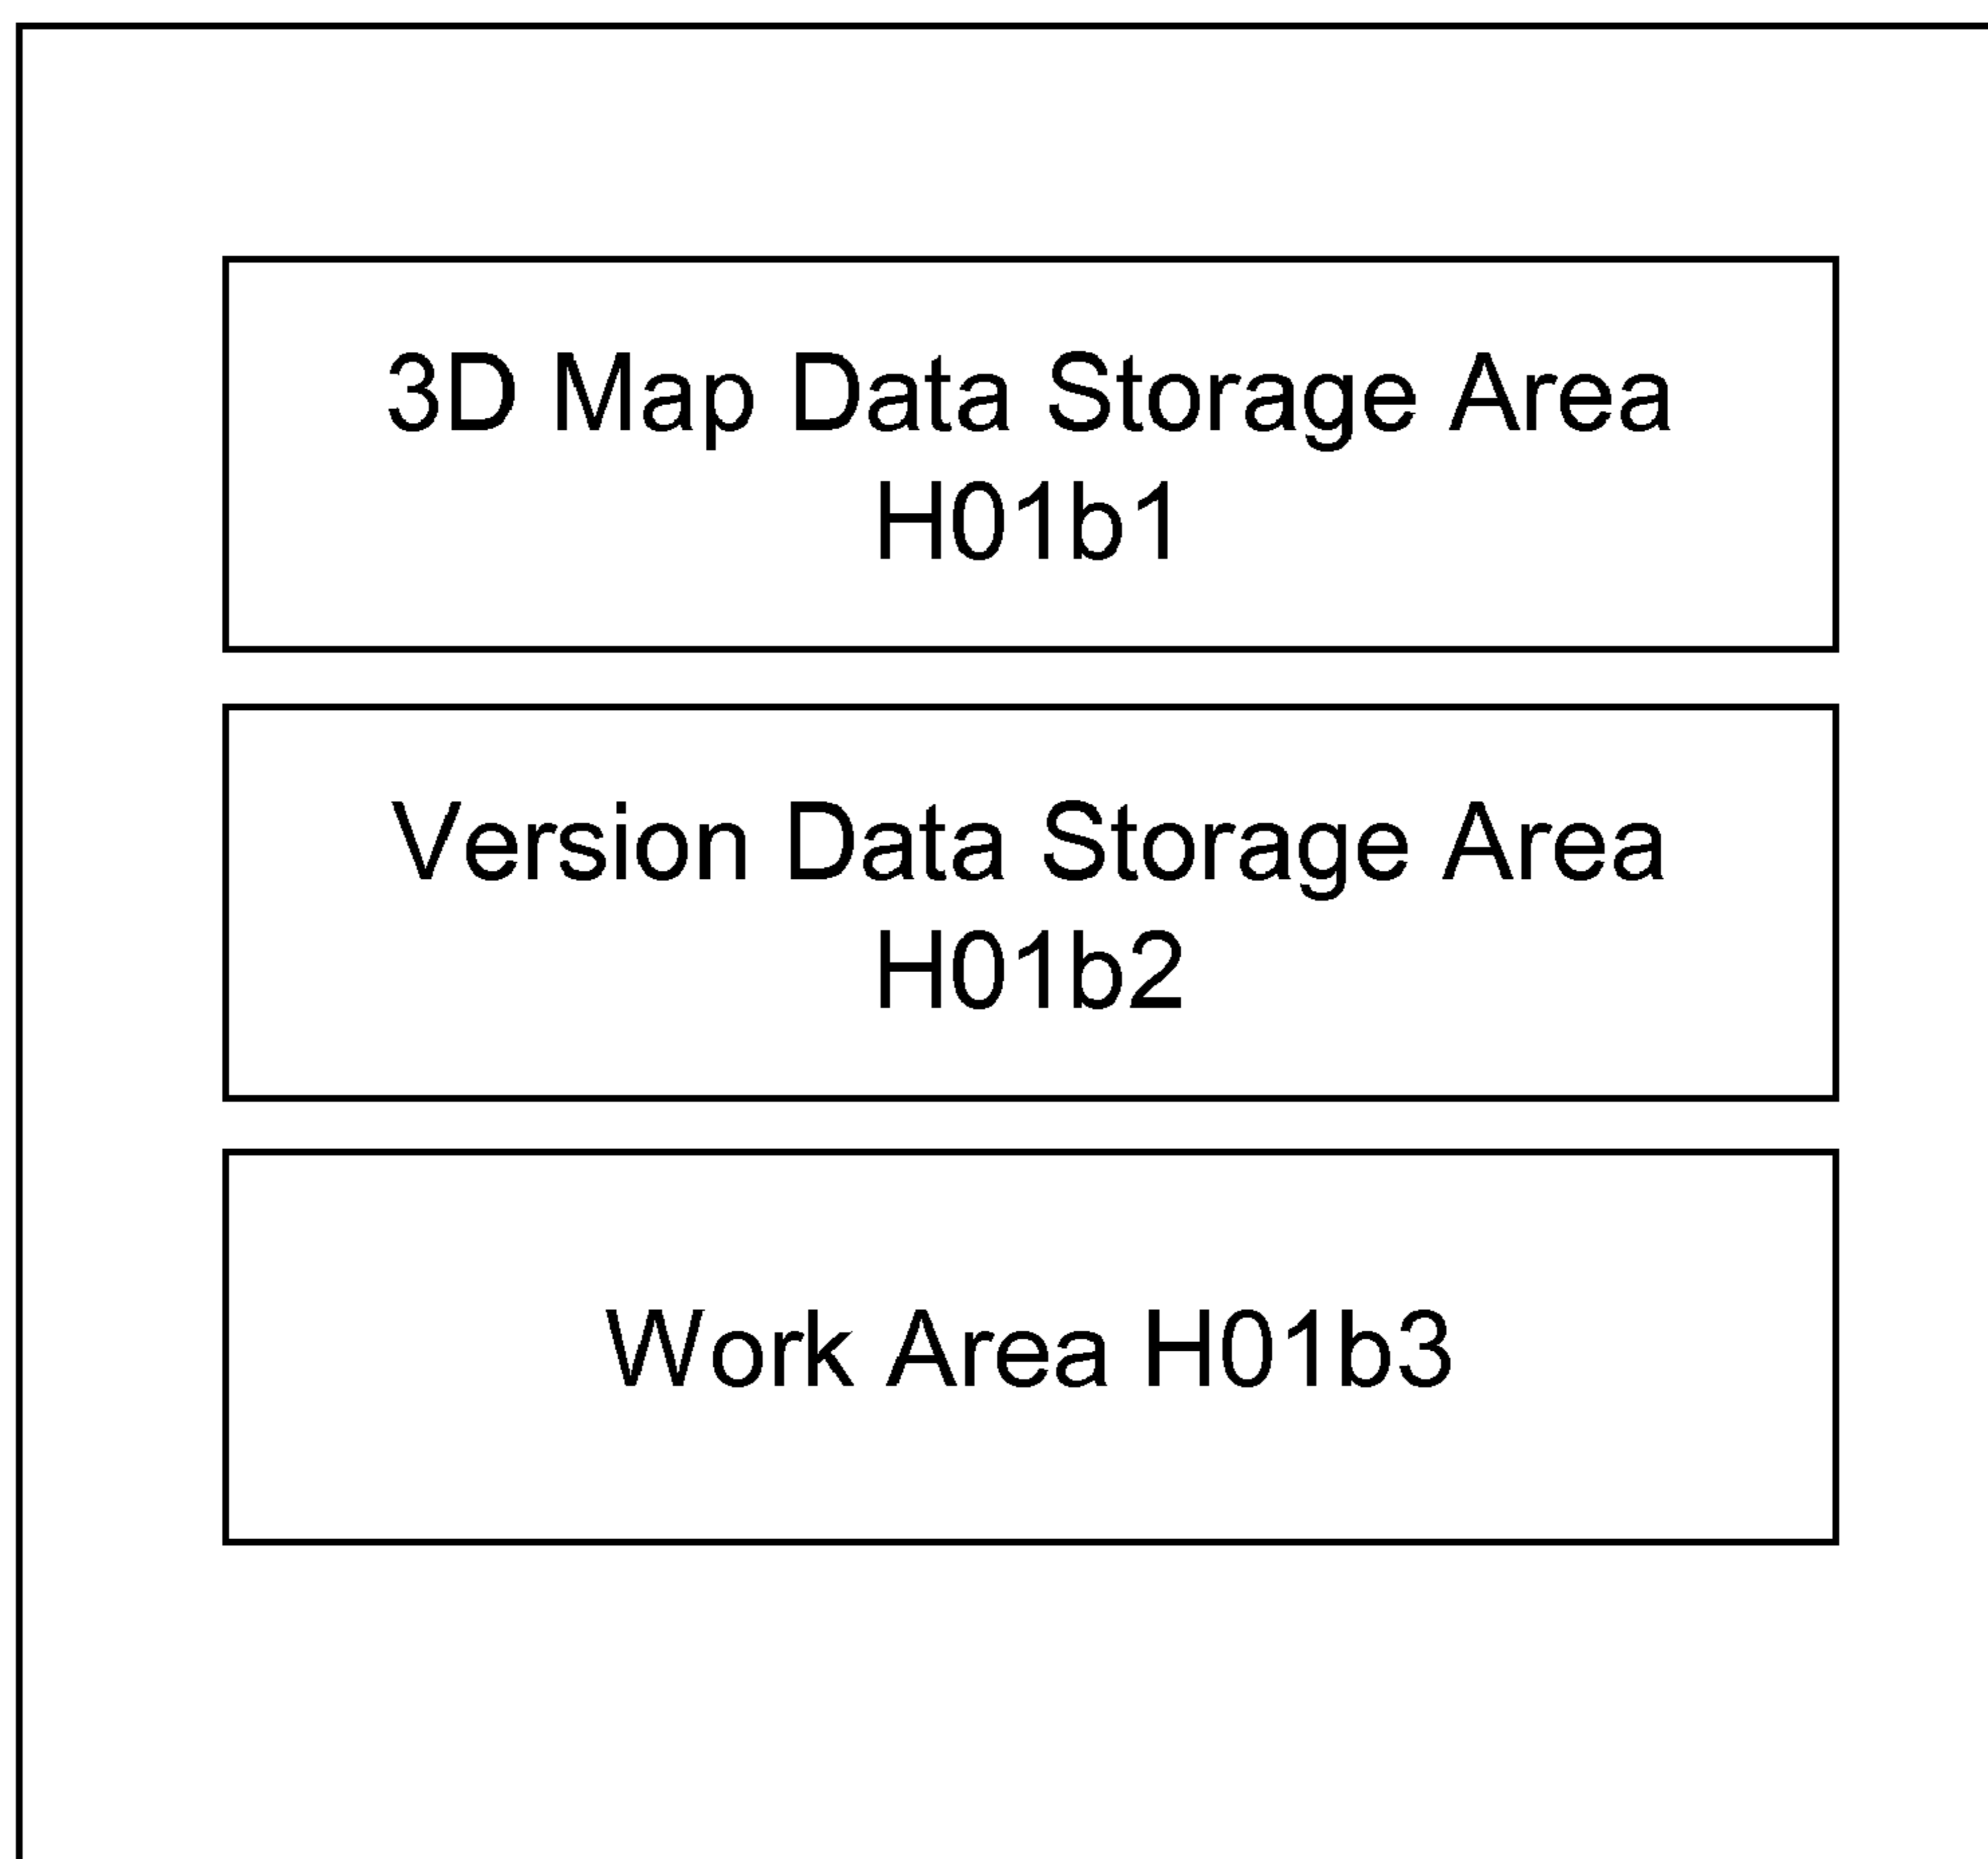 3D Map Data Storage Area
H01b1
Version Data Storage Area
H01b2
Work Area H01b3